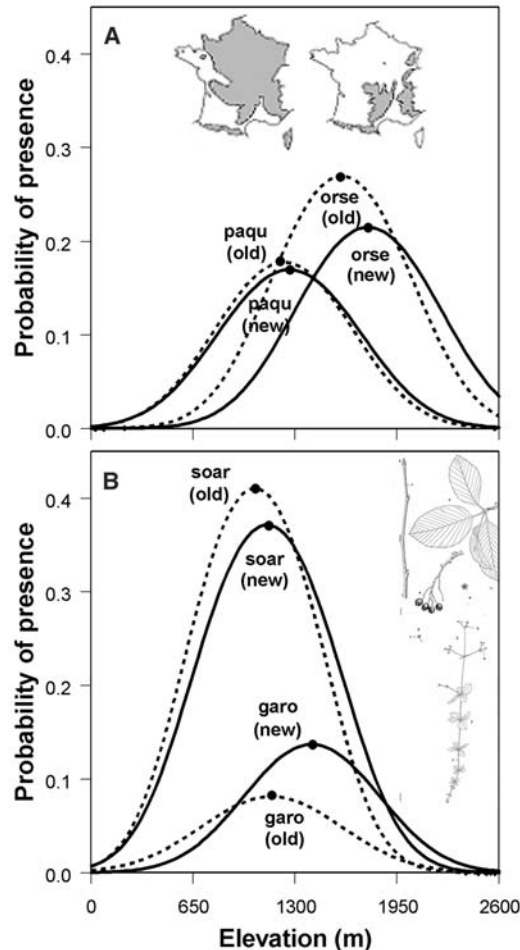 A
0.4
0.3
0.2
0.1
0.0
Probability of presence
orse
(old)
paqu
(old)
orse
(new)
paqu
(new)
B
0.4
0.3
0.2
0.1
0.0
Probability of presence
soar
(old)
soar
(new)
garo
(new)
garo
(old)
0 650 1300 1950 2600
Elevation (m)